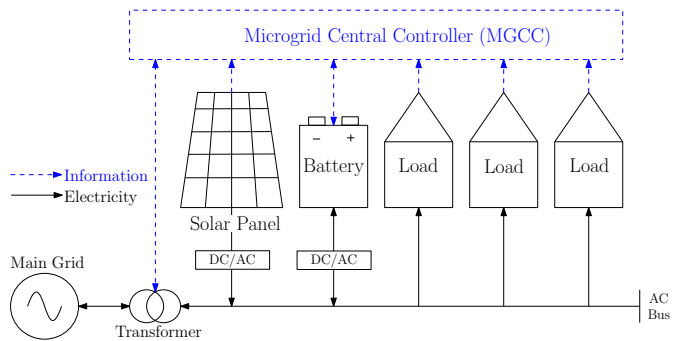 Microgrid Central Controller (MGCC)
− +
Battery
Load
Load
Load
Information
Electricity
Solar Panel
DC/AC
DC/AC
Main Grid
Transformer
AC
Bus